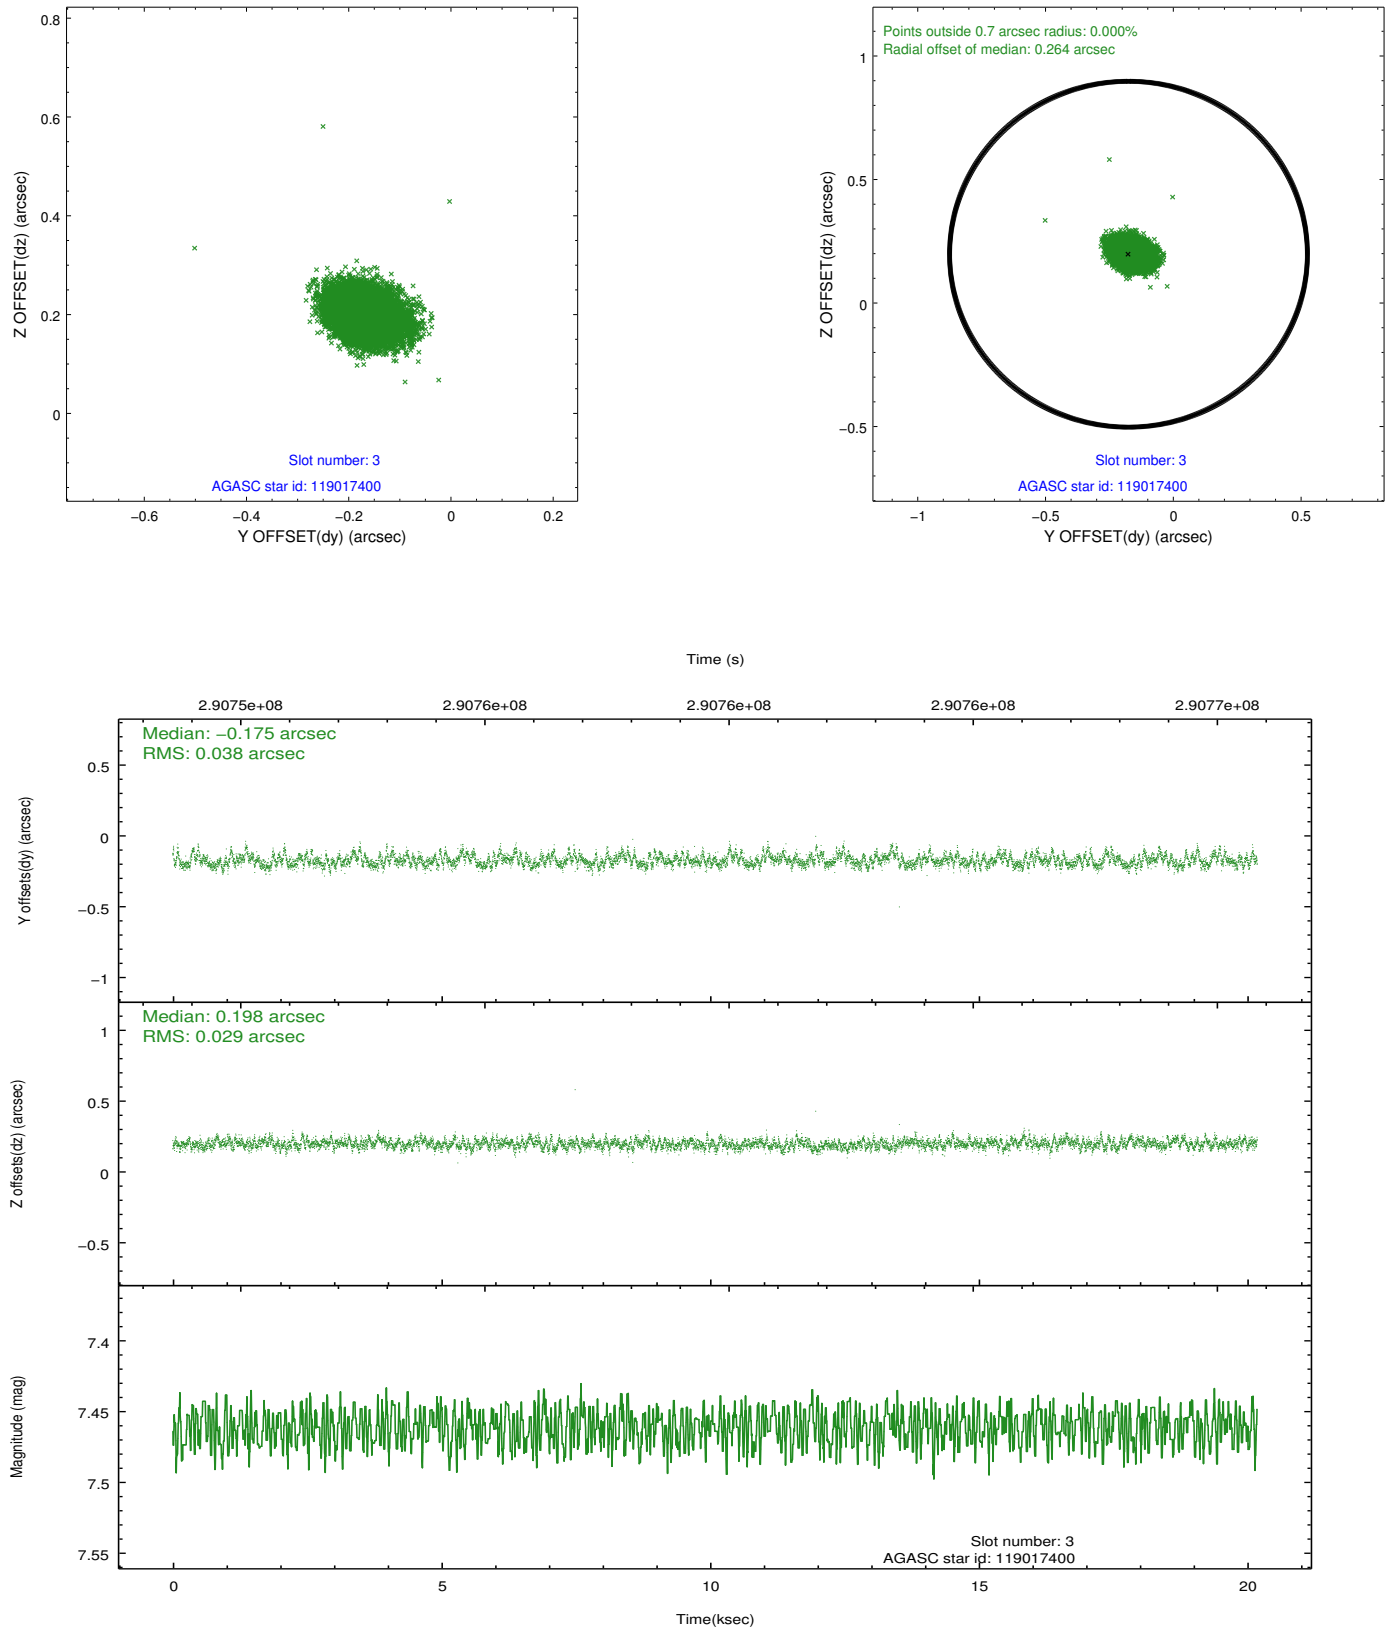 0.8
0.6
0.4
0.2
0
Z OFFSET(dz) (arcsec)
Slot number: 3
AGASC star id: 119017400
−0.6 −0.4 −0.2 0 0.2
Y OFFSET(dy) (arcsec)
Points outside 0.7 arcsec radius: 0.000%
Radial offset of median: 0.264 arcsec
1
0.5
0
−0.5
Z OFFSET(dz) (arcsec)
Slot number: 3
AGASC star id: 119017400
−1 −0.5 0 0.5
Y OFFSET(dy) (arcsec)
Time (s)
2.9075e+08 2.9076e+08 2.9076e+08 2.9076e+08 2.9077e+08
Median: −0.175 arcsec
RMS: 0.038 arcsec
0.5
0
−0.5
−1
Y offsets(dy) (arcsec)
Median: 0.198 arcsec
RMS: 0.029 arcsec
1
0.5
0
−0.5
Z offsets(dz) (arcsec)
7.4
7.45
7.5
7.55
Magnitude (mag)
Slot number: 3
AGASC star id: 119017400
0 5 10 15 20
Time(ksec)